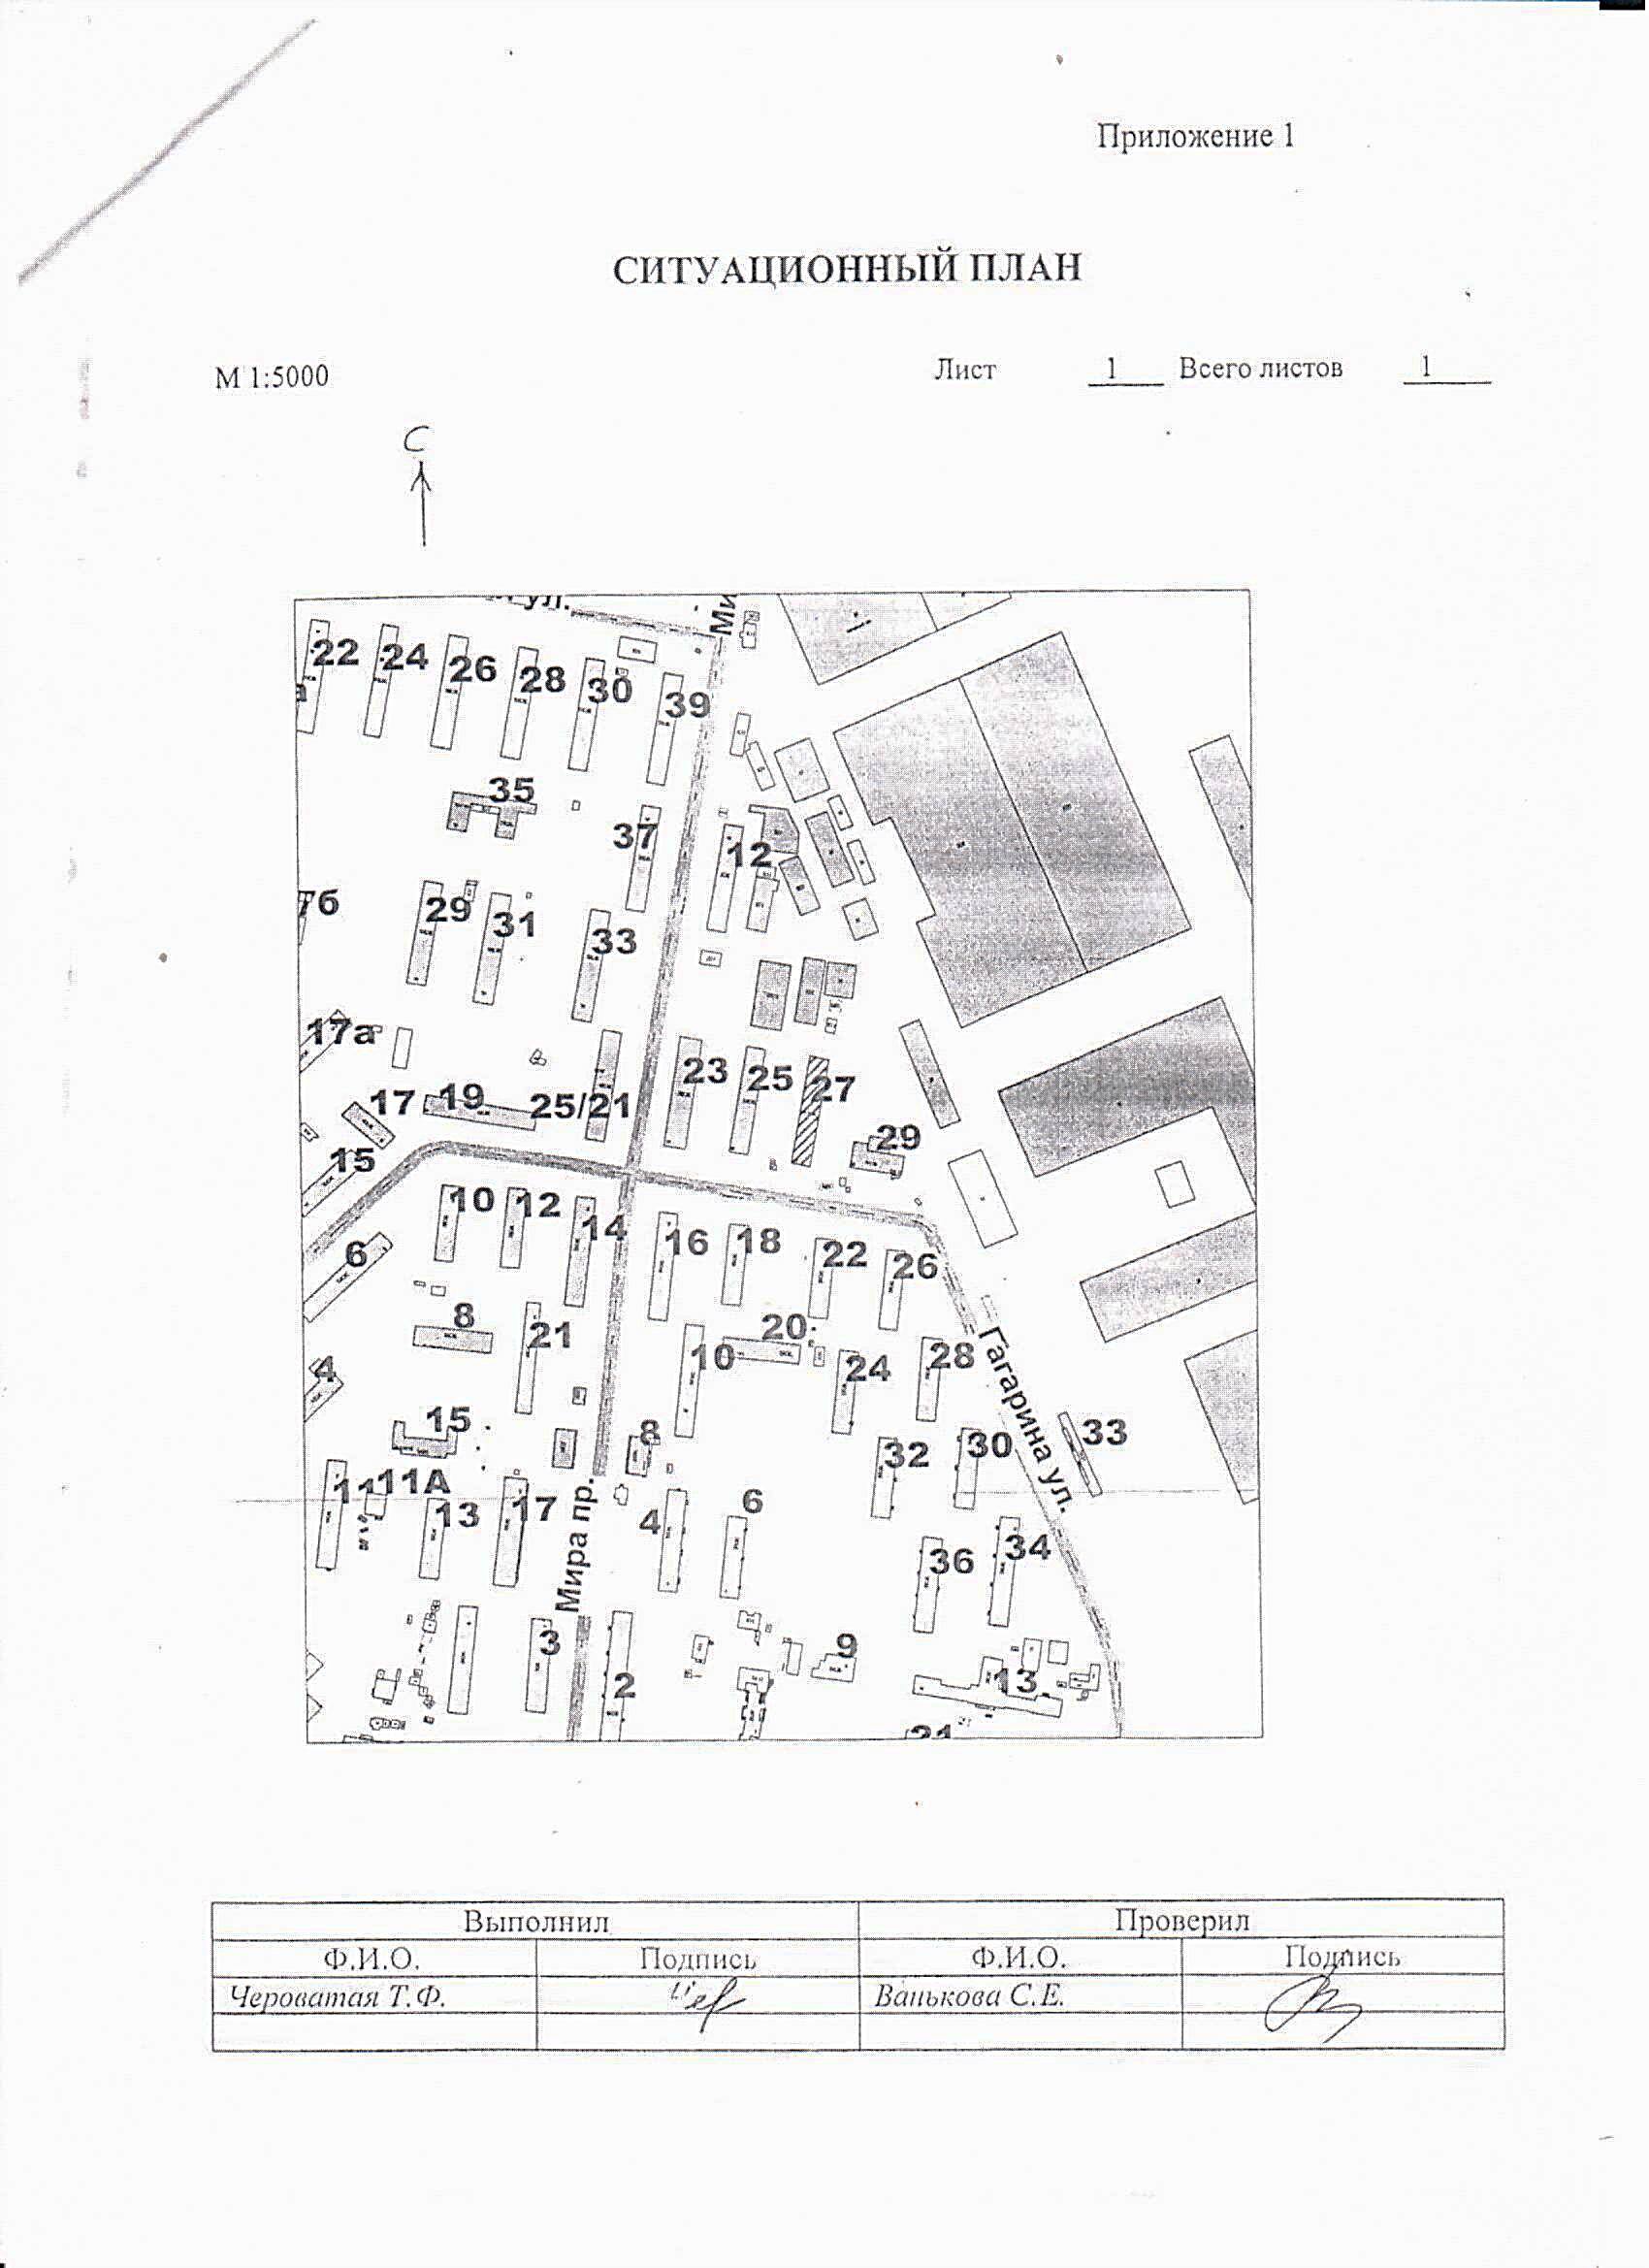 Приложение 1
СИТУАЦИОННЫЙ ПЛАН
М 1:5000 Лист 1 Всего листов 1
С
ул.
Ми
22 24 26 28 30 39
35
37 12
7б 29 31 33
17а
17 19 25/21 23 25 27
15 29
10 12 14 16 18 22 26
6
8 21 20
10 24 28
4 Гагарина ул.
15 8 32 30 33
11 11А
13 17 4 6
Мира пр. 36 34
3 2 9 13
21
Выполнил Проверил
Ф.И.О. Подпись Ф.И.О. Подпись
Череватая Т.Ф. Ванькова С.Е.